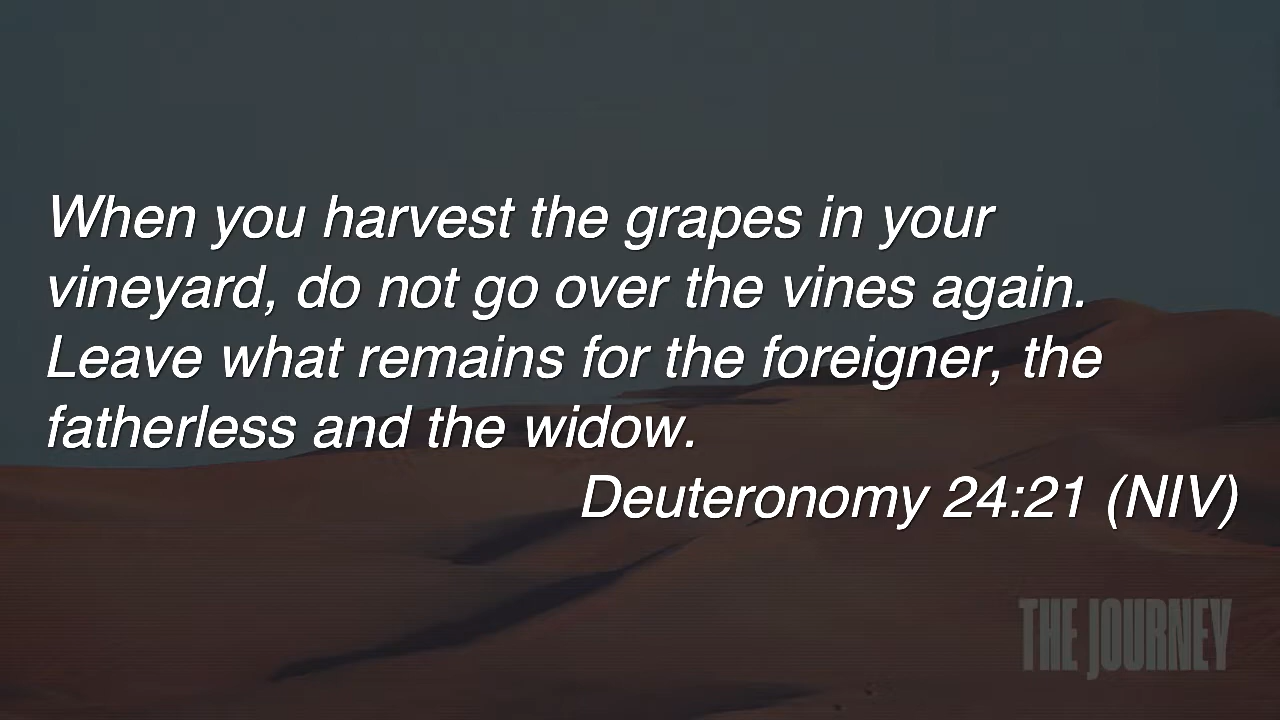 When you harvest the grapes in your
vineyard, do not go over the vines again.
Leave what remains for the foreigner, the
fatherless and the widow.
Deuteronomy 24:21 (NIV)
THE JOURNEY